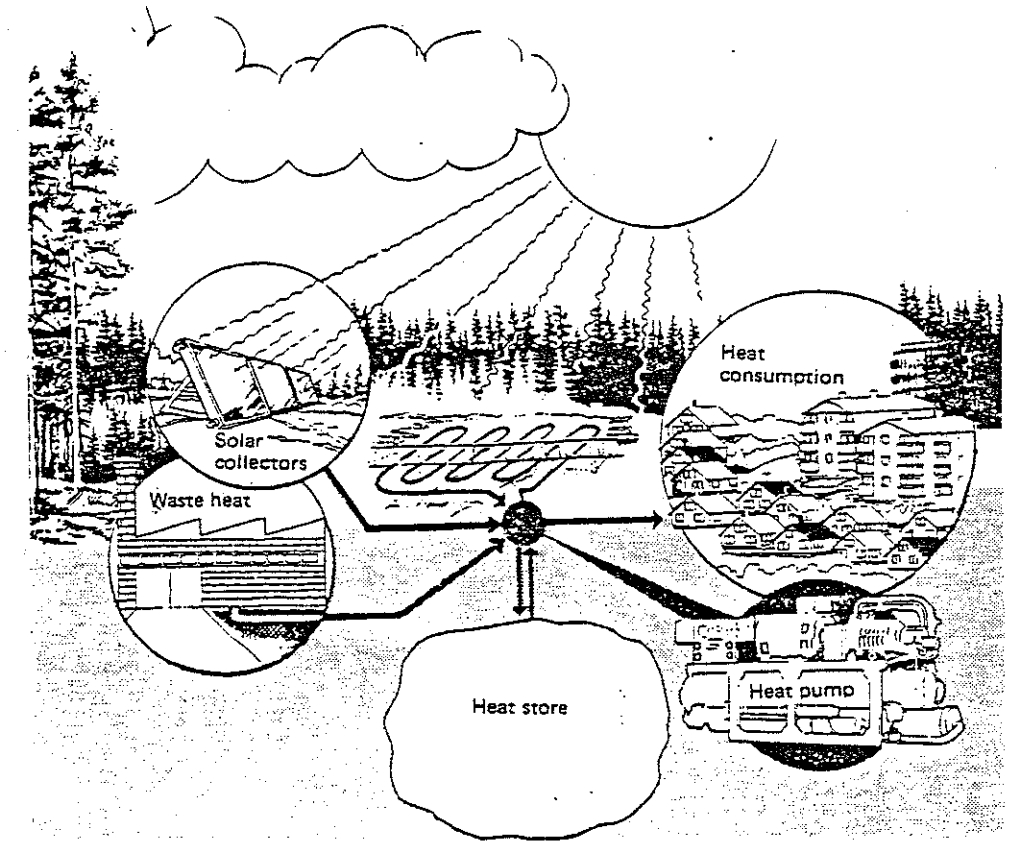 Heat
consumption
Solar
collectors
Waste heat
Heat pump
Heat store